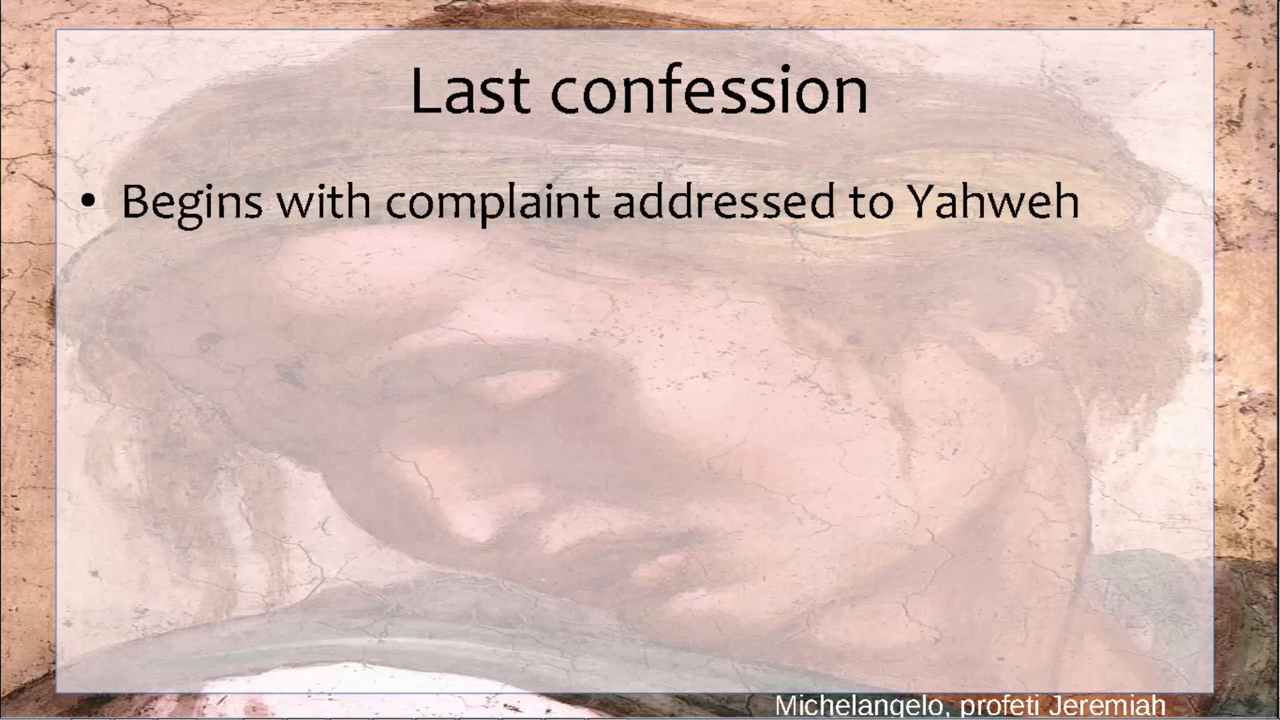 Last confession
• Begins with complaint addressed to Yahweh
Michelangelo, profeti Jeremiah